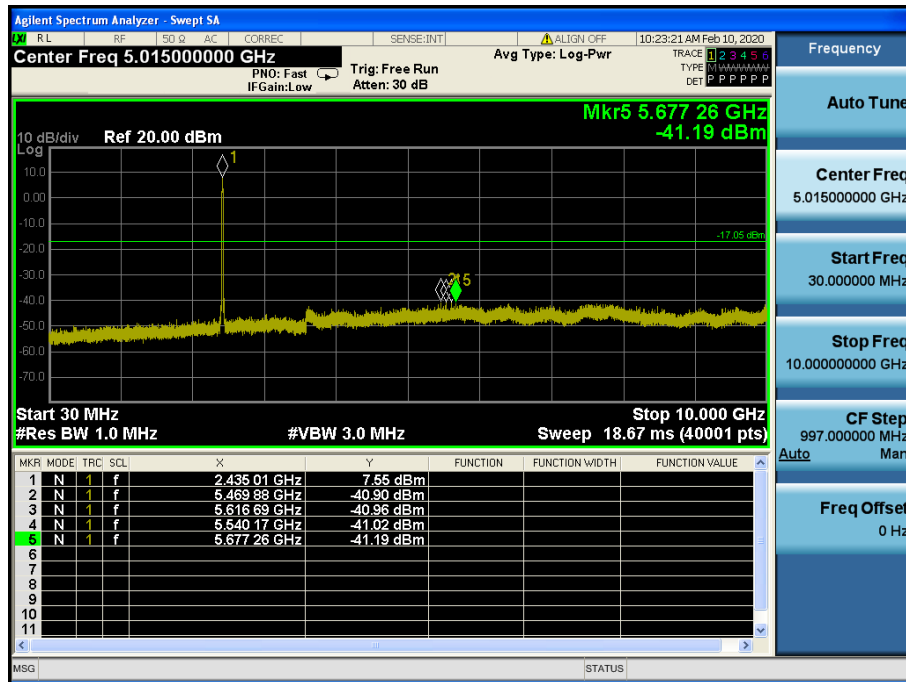 Agilent Spectrum Analyzer - Swept SA
LXI RL RF 50 Ω AC CORREC SENSE:INT ALIGN OFF 10:23:21 AM Feb 10, 2020
Center Freq 5.015000000 GHz
PNO: Fast
IFGain:Low
Trig: Free Run
Atten: 30 dB
Avg Type: Log-Pwr
TRACE 1 2 3 4 5 6
TYPE M WWWWW
DET P P P P P P
Mkr5 5.677 26 GHz
-41.19 dBm
10 dB/div Ref 20.00 dBm
Log
10.0
0.00
-10.0
-20.0
-30.0
-40.0
-50.0
-60.0
-70.0
1
-17.05 dBm
5
Start 30 MHz Stop 10.000 GHz
#Res BW 1.0 MHz #VBW 3.0 MHz Sweep 18.67 ms (40001 pts)
MKR MODE TRC SCL X Y FUNCTION FUNCTION WIDTH FUNCTION VALUE
1 N 1 f 2.435 01 GHz 7.55 dBm
2 N 1 f 5.469 88 GHz -40.90 dBm
3 N 1 f 5.616 69 GHz -40.96 dBm
4 N 1 f 5.540 17 GHz -41.02 dBm
5 N 1 f 5.677 26 GHz -41.19 dBm
6
7
8
9
10
11
MSG STATUS
Frequency
Auto Tune
Center Freq
5.015000000 GHz
Start Freq
30.000000 MHz
Stop Freq
10.000000000 GHz
CF Step
997.000000 MHz
Auto Man
Freq Offset
0 Hz